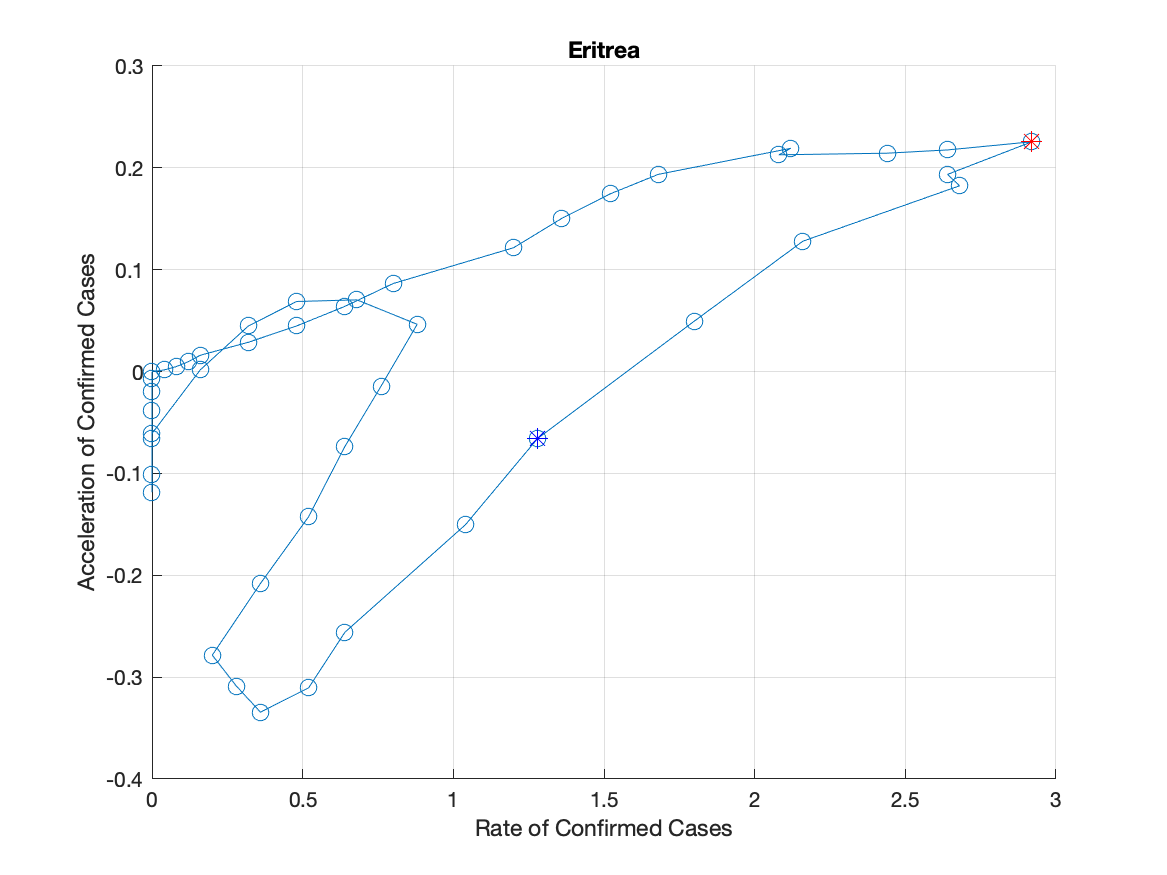 Eritrea
0.3
0.2
0.1
0
-0.1
-0.2
-0.3
-0.4
Acceleration of Confirmed Cases
0 0.5 1 1.5 2 2.5 3
Rate of Confirmed Cases